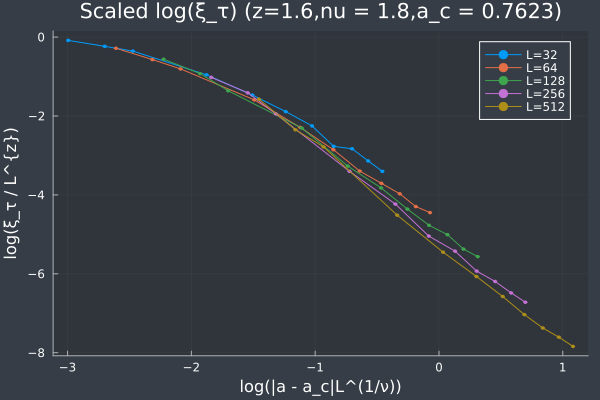 Scaled log(ξ_τ) (z=1.6,nu = 1.8,a_c = 0.7623)
log(ξ_τ / L^{z})
0
−2
−4
−6
−8
L=32
L=64
L=128
L=256
L=512
−3
−2
−1
0
1
log(|a - a_c|L^(1/ν))